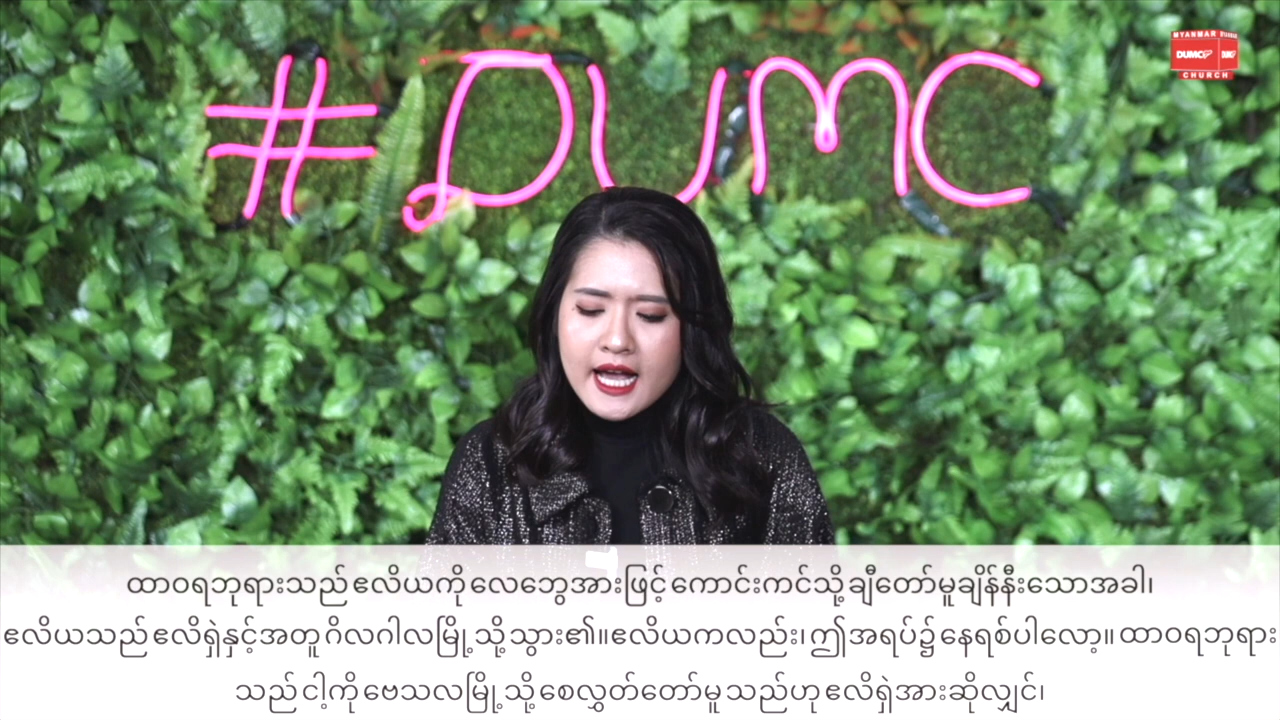 #DUMC
MYANMAR
DUMC
CHURCH
ထာဝရဘုရားသည်ဧလိယကိုလေဘွေအားဖြင့်ကောင်းကင်သို့ချီတော်မူချိန်နီးသောအခါ၊
ဧလိယသည်ဧလိရှဲနှင့်အတူဂိလဂါလမြို့သို့သွား၏။ဧလိယကလည်း၊ဤအရပ်၌နေရစ်ပါလော့။ထာဝရဘုရား
သည်ငါ့ကိုဗေသလမြို့သို့စေလွှတ်တော်မူသည်ဟုဧလိရှဲအားဆိုလျှင်၊